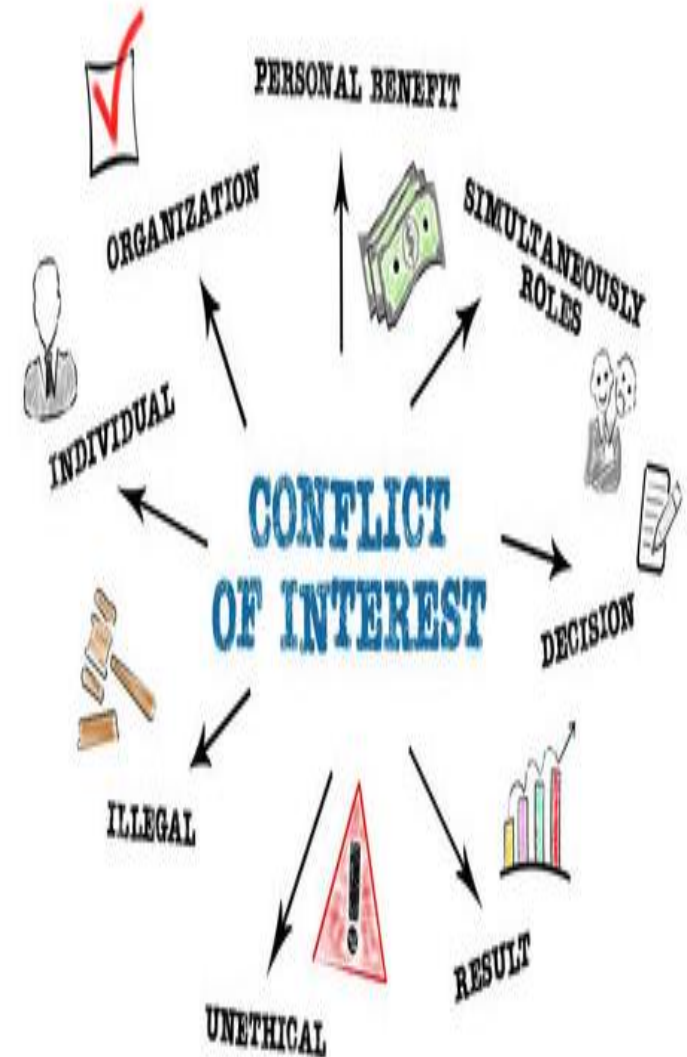 PERSONAL BENEFIT
ORGANIZATION
SIMULTANEOUSLY
ROLES
INDIVIDUAL
CONFLICT
OF INTEREST
DECISION
ILLEGAL
RESULT
UNETHICAL